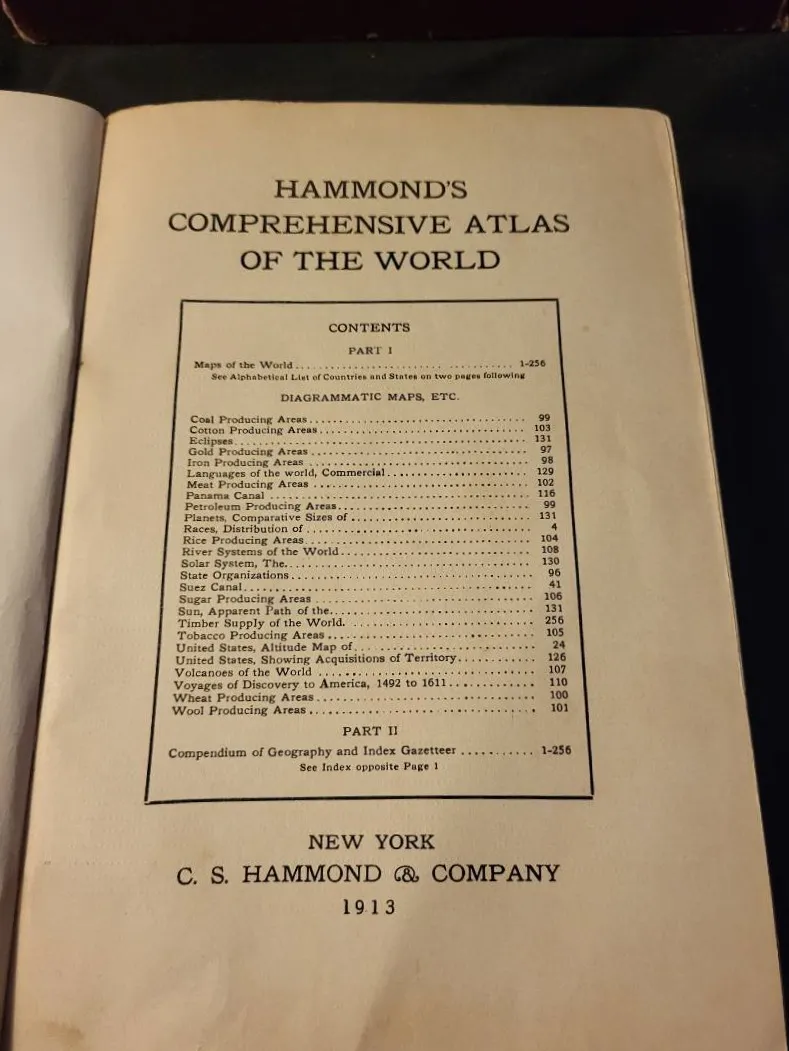 HAMMOND'S
COMPREHENSIVE ATLAS
OF THE WORLD
CONTENTS
PART I
Maps of the World........................................ 1-256
See Alphabetical List of Countries and States on two pages following
DIAGRAMMATIC MAPS, ETC.
Coal Producing Areas................................ 99
Cotton Producing Areas.............................. 103
Eclipses............................................ 131
Gold Producing Areas................................ 97
Iron Producing Areas................................ 98
Languages of the world, Commercial.................. 129
Meat Producing Areas................................ 102
Panama Canal........................................ 116
Petroleum Producing Areas........................... 99
Planets, Comparative Sizes of....................... 131
Races, Distribution of.............................. 4
Rice Producing Areas................................ 104
River Systems of the World.......................... 108
Solar System, The................................... 130
State Organizations................................. 96
Suez Canal.......................................... 41
Sugar Producing Areas............................... 106
Sun, Apparent Path of the........................... 131
Timber Supply of the World.......................... 256
Tobacco Producing Areas............................. 105
United States, Altitude Map of...................... 24
United States, Showing Acquisitions of Territory........... 126
Volcanoes of the World.............................. 107
Voyages of Discovery to America, 1492 to 1611............. 110
Wheat Producing Areas............................... 100
Wool Producing Areas................................ 101
PART II
Compendium of Geography and Index Gazetteer........... 1-256
See Index opposite Page 1
NEW YORK
C. S. HAMMOND & COMPANY
1913